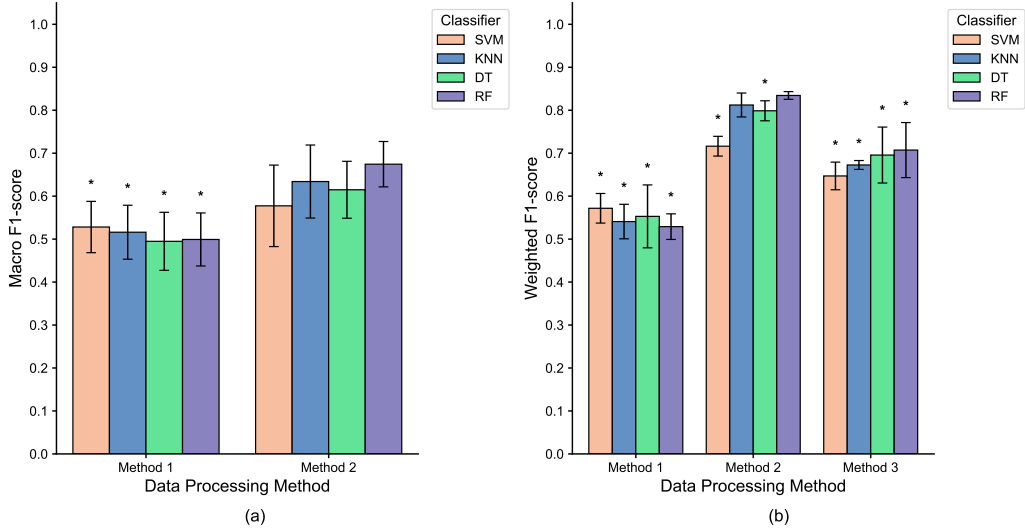 Classifier
SVM
KNN
DT
RF
1.0
0.9
0.8
0.7
0.6
0.5
0.4
0.3
0.2
0.1
0.0
Macro F1-score
* * * *
Method 1 Method 2
Data Processing Method
(a)
Classifier
SVM
KNN
DT
RF
1.0
0.9
0.8
0.7
0.6
0.5
0.4
0.3
0.2
0.1
0.0
Weighted F1-score
* * * * * * * * * *
Method 1 Method 2 Method 3
Data Processing Method
(b)